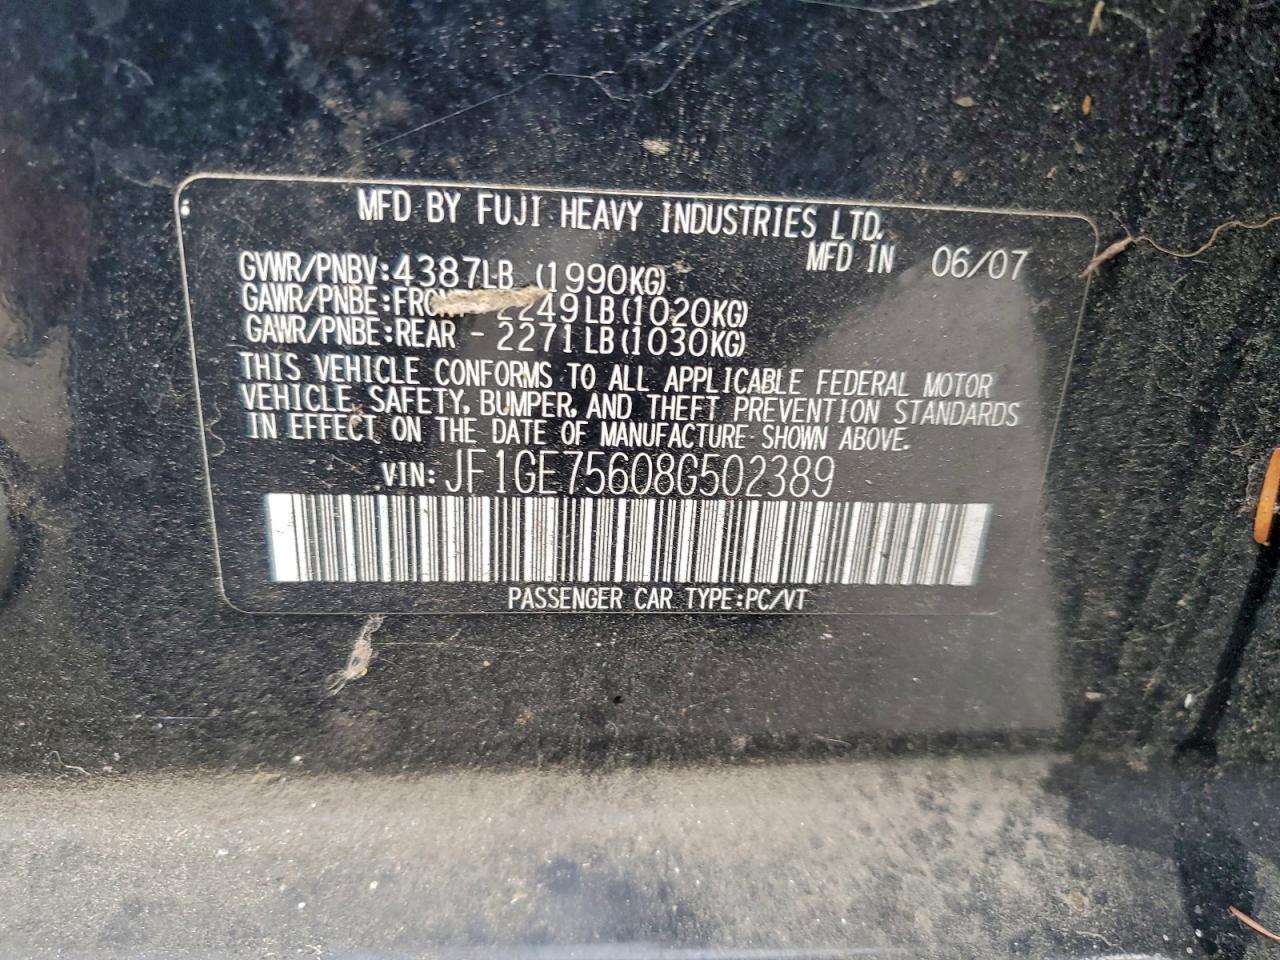 MFD BY FUJI HEAVY INDUSTRIES LTD.
MFD IN 06/07
GVWR/PNBV:4387LB (1990KG)
GAWR/PNBE: 2249LB(1020KG)
GAWR/PNBE:REAR - 2271LB(1030KG)
THIS VEHICLE CONFORMS TO ALL APPLICABLE FEDERAL MOTOR
VEHICLE SAFETY, BUMPER, AND THEFT PREVENTION STANDARDS
IN EFFECT ON THE DATE OF MANUFACTURE SHOWN ABOVE.
VIN: JF1GE75608G502389
PASSENGER CAR TYPE:PC/VT